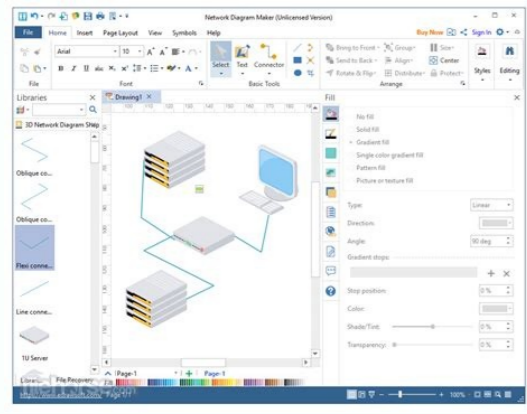 Network Diagram Maker (Unlicensed Version)
File Home Insert Page Layout View Symbols Help Buy Now Sign In
Arial 10
B I U abc
File Font
Select Text Connector
Basic Tools
Bring to Front Group Size
Send to Back Align Center
Rotate & Flip Distribute Protect
Arrange
Styles Editing
Libraries
Drawing1
Fill
3D Network Diagram Shap
Oblique co...
Oblique co...
Flexi conne...
Line conne...
1U Server
No fill
Solid fill
Gradient fill
Single color gradient fill
Pattern fill
Picture or texture fill
Type: Linear
Direction:
Angle: 90 deg
Gradient stops:
Stop position: 0 %
Color:
Shade/Tint: 0 %
Transparency: 0 %
Page-1 Page-1
File Recovery
Fill
100%